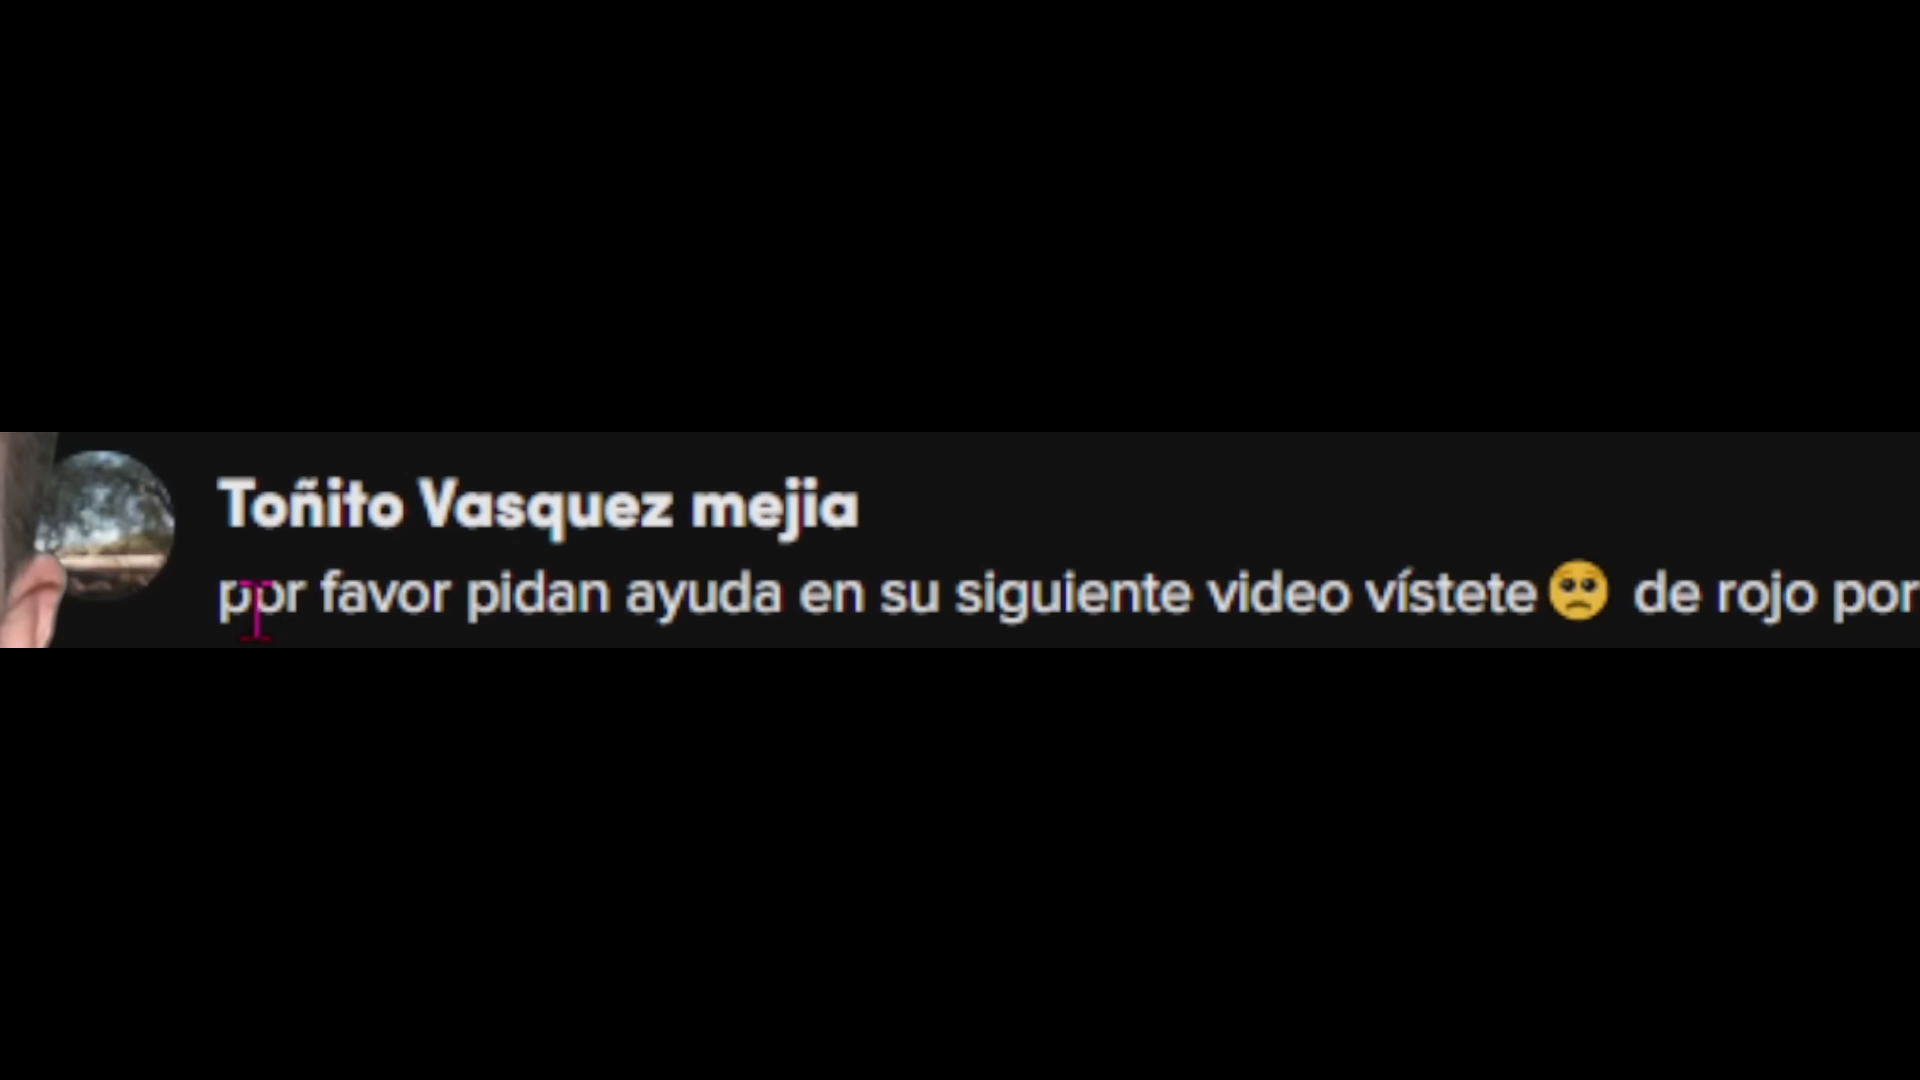 Toñito Vasquez mejia
por favor pidan ayuda en su siguiente video vístete🥺 de rojo por